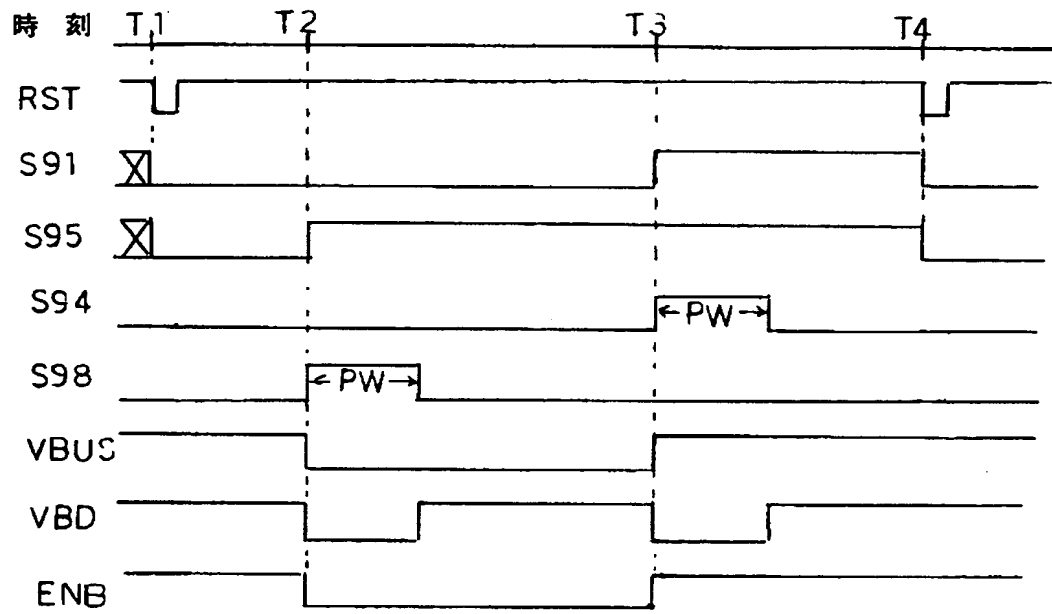 時 刻 T1 T2 T3 T4
RST
S91
S95
S94 ←PW→
S98 ←PW→
VBUS
VBD
ENB